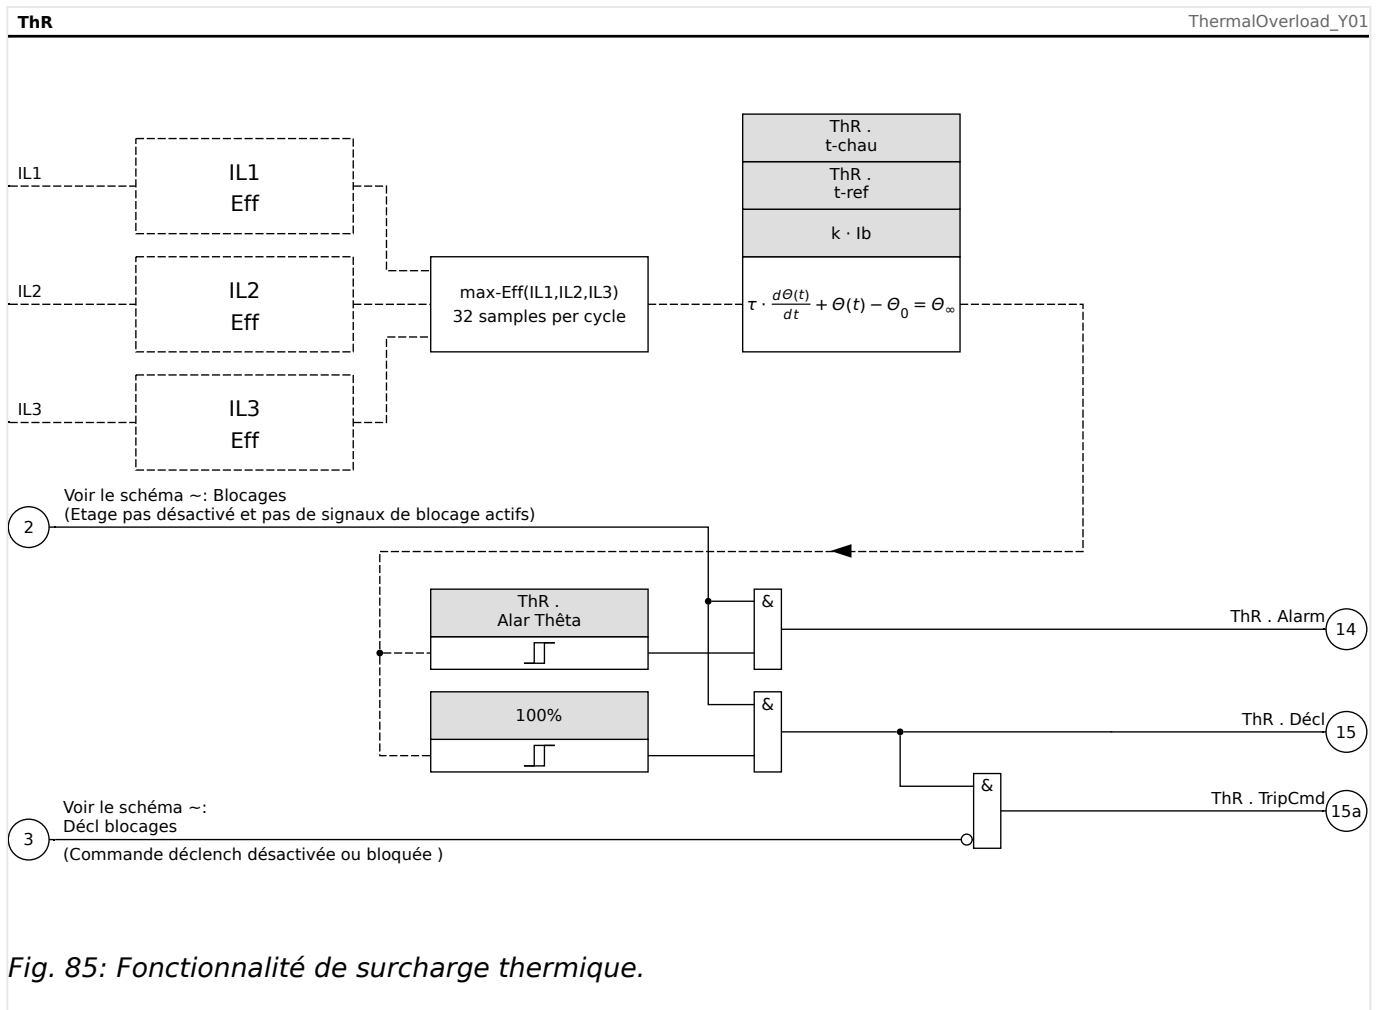 ThR
ThermalOverload_Y01
ThR .
t-chau
ThR .
t-ref
k · Ib
τ · dΘ(t)/dt + Θ(t) − Θ₀ = Θ∞
IL1
IL1
Eff
IL2
IL2
Eff
max-Eff(IL1,IL2,IL3)
32 samples per cycle
IL3
IL3
Eff
Voir le schéma ~: Blocages
(Etage pas désactivé et pas de signaux de blocage actifs)
2
ThR .
Alar Thêta
&
ThR . Alarm
14
100%
&
ThR . Décl
15
&
ThR . TripCmd
15a
Voir le schéma ~:
Décl blocages
3
(Commande déclench désactivée ou bloquée )
Fig. 85: Fonctionnalité de surcharge thermique.